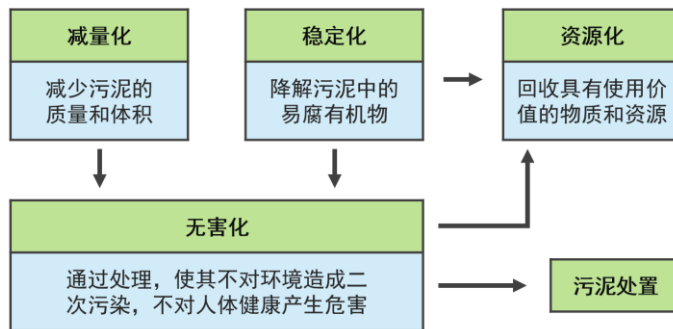 减量化
减少污泥的
质量和体积
稳定化
降解污泥中的
易腐有机物
资源化
回收具有使用价
值的物质和资源
无害化
通过处理，使其不对环境造成二
次污染，不对人体健康产生危害
污泥处置